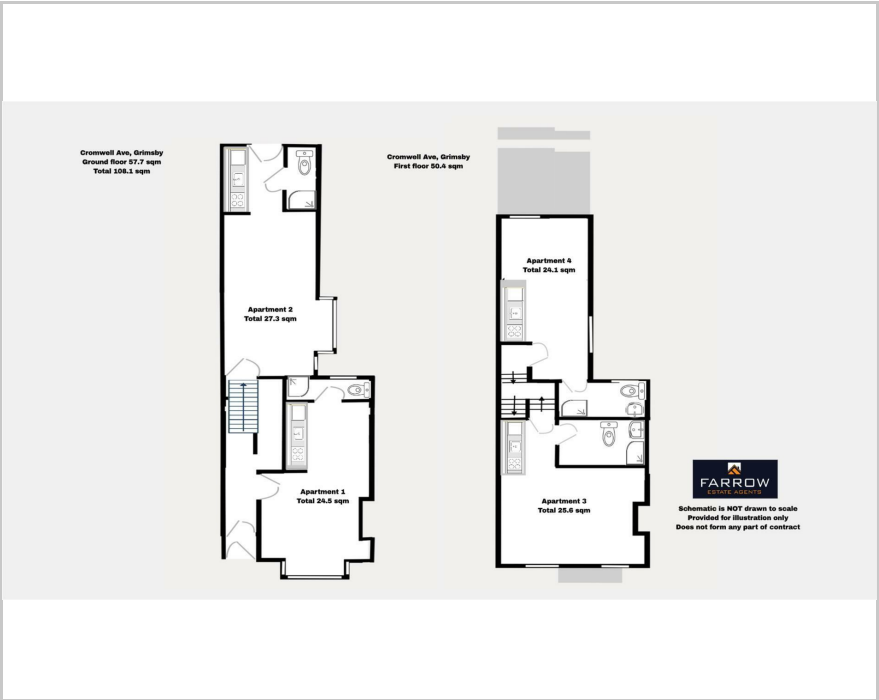 Cromwell Ave, Grimsby
Ground floor 57.7 sqm
Total 108.1 sqm
Cromwell Ave, Grimsby
First floor 50.4 sqm
Apartment 2
Total 27.3 sqm
Apartment 1
Total 24.5 sqm
Apartment 4
Total 24.1 sqm
Apartment 3
Total 25.6 sqm
FARROW
ESTATE AGENTS
Schematic is NOT drawn to scale
Provided for illustration only
Does not form any part of contract